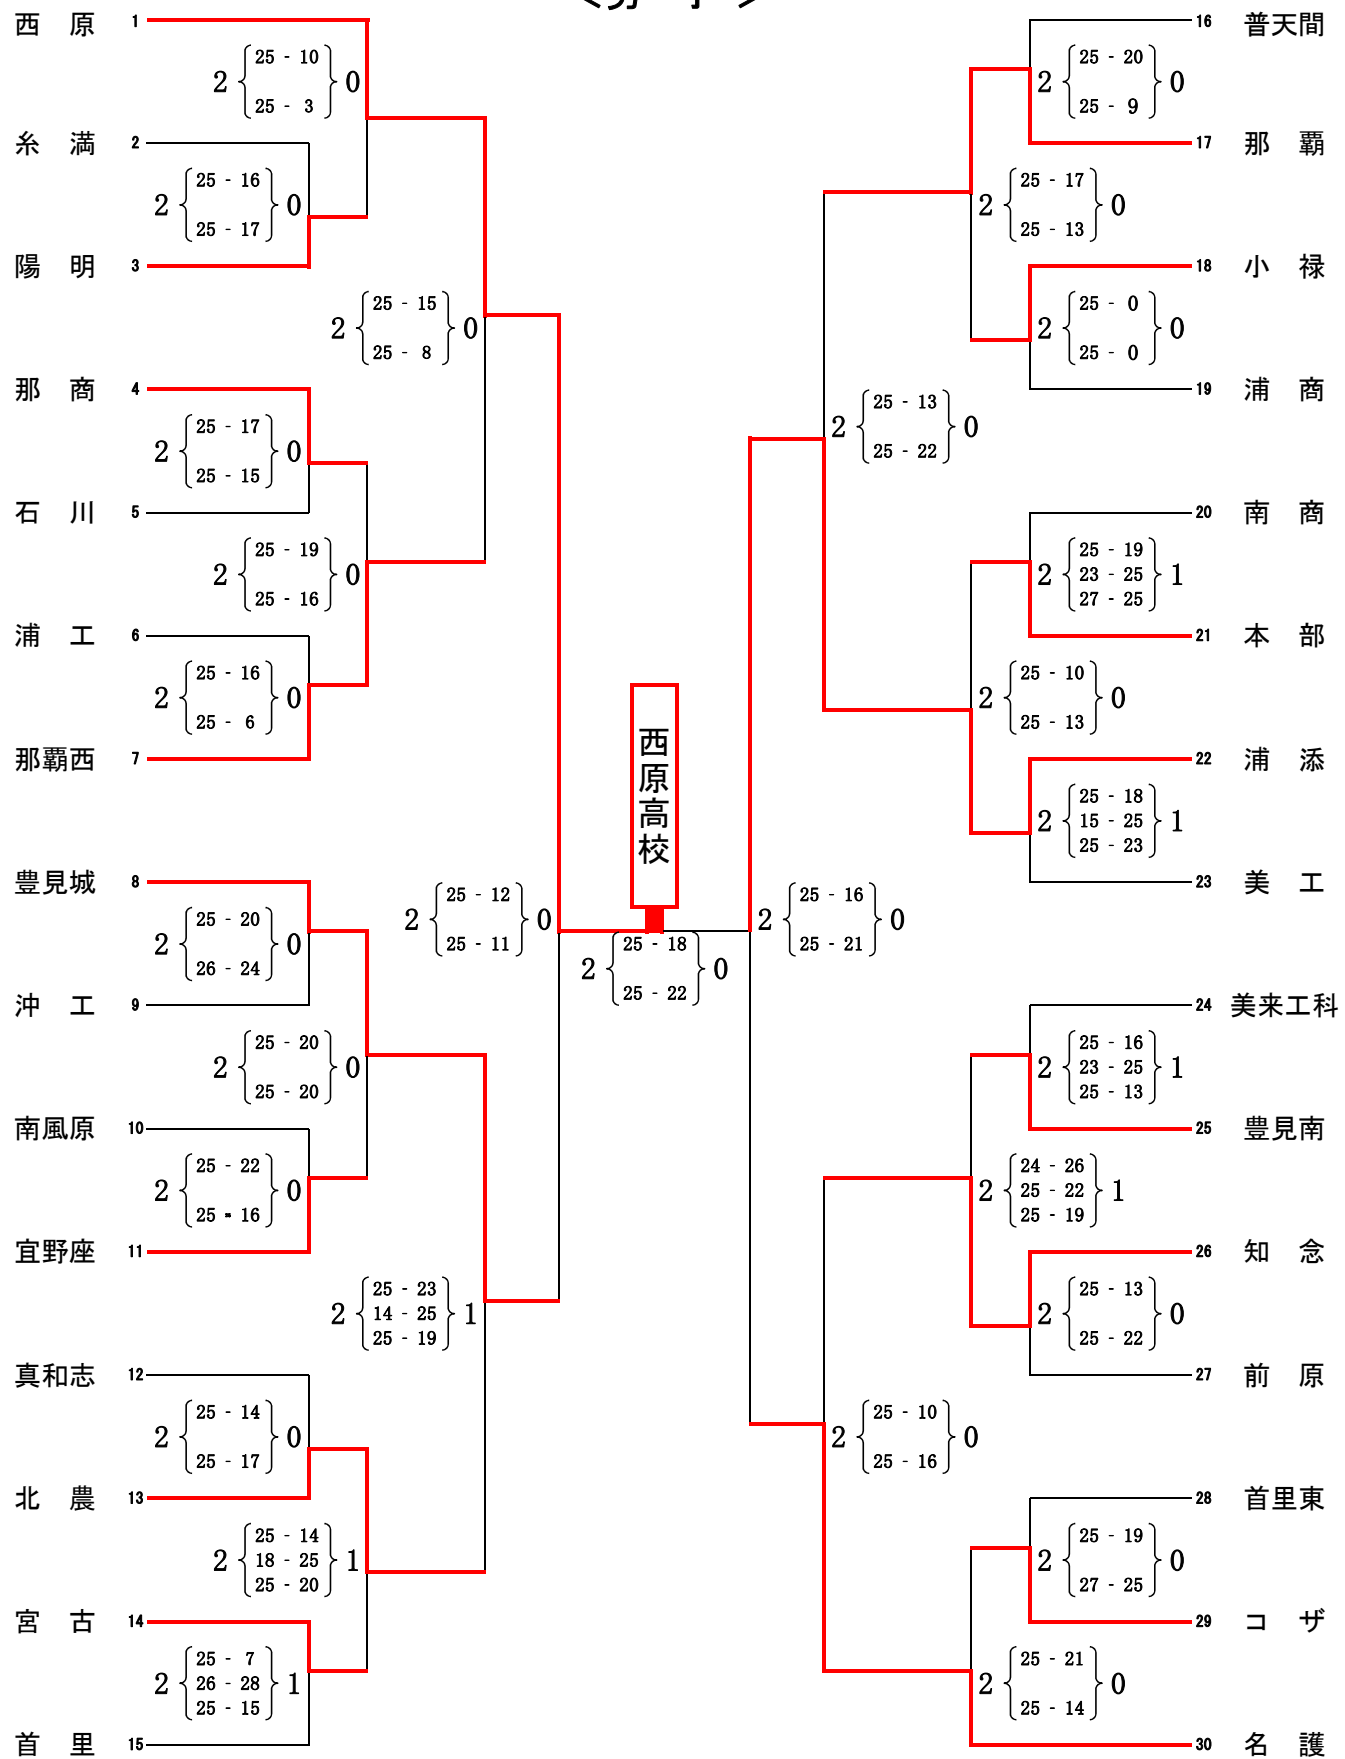 西 原 1
2 25 - 10 0
25 - 3
糸 満 2
2 25 - 16 0
25 - 17
陽 明 3
2 25 - 15 0
25 - 8
那 商 4
2 25 - 17 0
25 - 15
石 川 5
2 25 - 19 0
25 - 16
浦 工 6
2 25 - 16 0
25 - 6
那覇西 7
豊見城 8
2 25 - 20 0
26 - 24
2 25 - 12 0
25 - 11
沖 工 9
2 25 - 20 0
25 - 20
南風原 10
2 25 - 22 0
25 - 16
宜野座 11
2 25 - 23 1
14 - 25
25 - 19
真和志 12
2 25 - 14 0
25 - 17
北 農 13
2 25 - 14 1
18 - 25
25 - 20
宮 古 14
2 25 - 7 1
26 - 28
25 - 15
首 里 15
西原高校
2 25 - 18 0
25 - 22
16 普天間
2 25 - 20 0
25 - 9
17 那 覇
2 25 - 17 0
25 - 13
18 小 禄
2 25 - 0 0
25 - 0
19 浦 商
2 25 - 13 0
25 - 22
20 南 商
2 25 - 19 1
23 - 25
27 - 25
21 本 部
2 25 - 10 0
25 - 13
22 浦 添
2 25 - 18 1
15 - 25
25 - 23
23 美 工
2 25 - 16 0
25 - 21
24 美来工科
2 25 - 16 1
23 - 25
25 - 13
25 豊見南
2 24 - 26 1
25 - 22
25 - 19
26 知 念
2 25 - 13 0
25 - 22
27 前 原
2 25 - 10 0
25 - 16
28 首里東
2 25 - 19 0
27 - 25
29 コ ザ
2 25 - 21 0
25 - 14
30 名 護